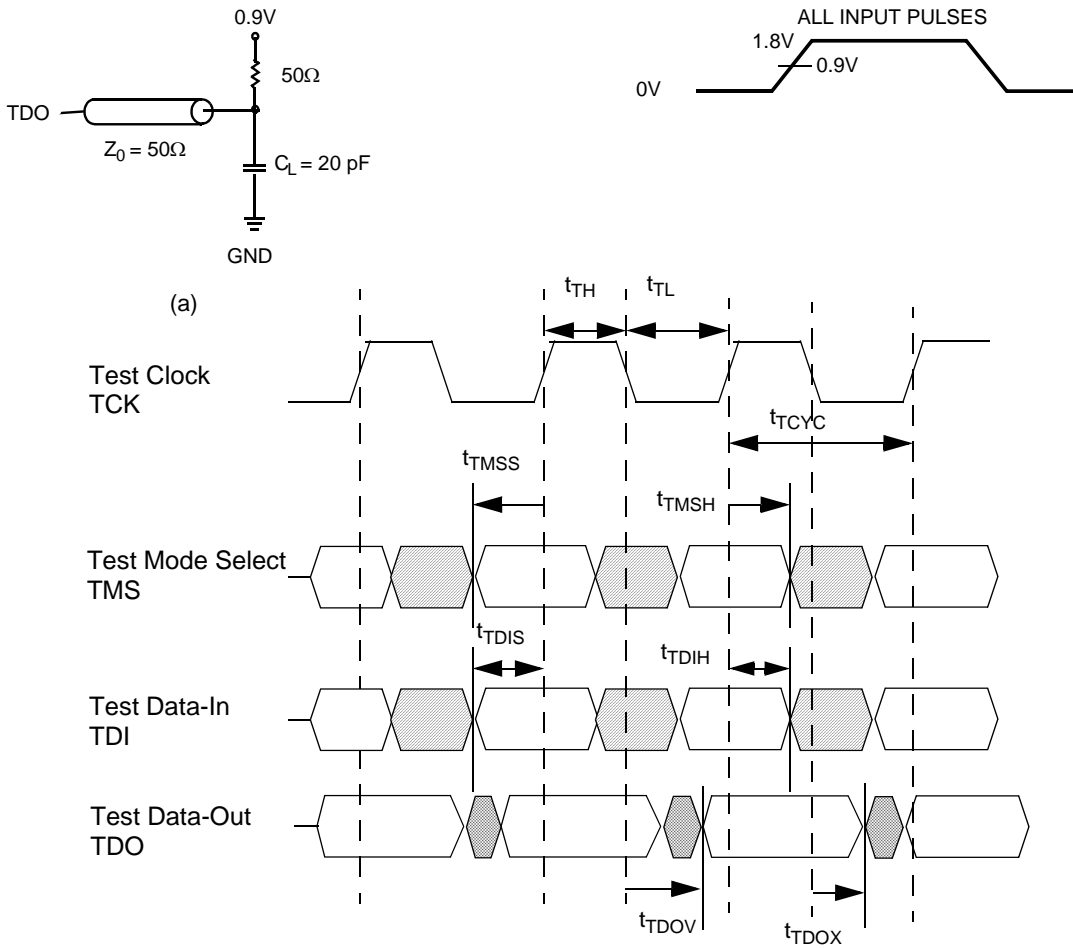 0.9V
ALL INPUT PULSES
1.8V
50Ω
0.9V
0V
TDO
Z0 = 50Ω
CL = 20 pF
GND
(a)
tTH
tTL
Test Clock
TCK
tTCYC
tTMSS
tTMSH
Test Mode Select
TMS
tTDIS
tTDIH
Test Data-In
TDI
Test Data-Out
TDO
tTDOV
tTDOX